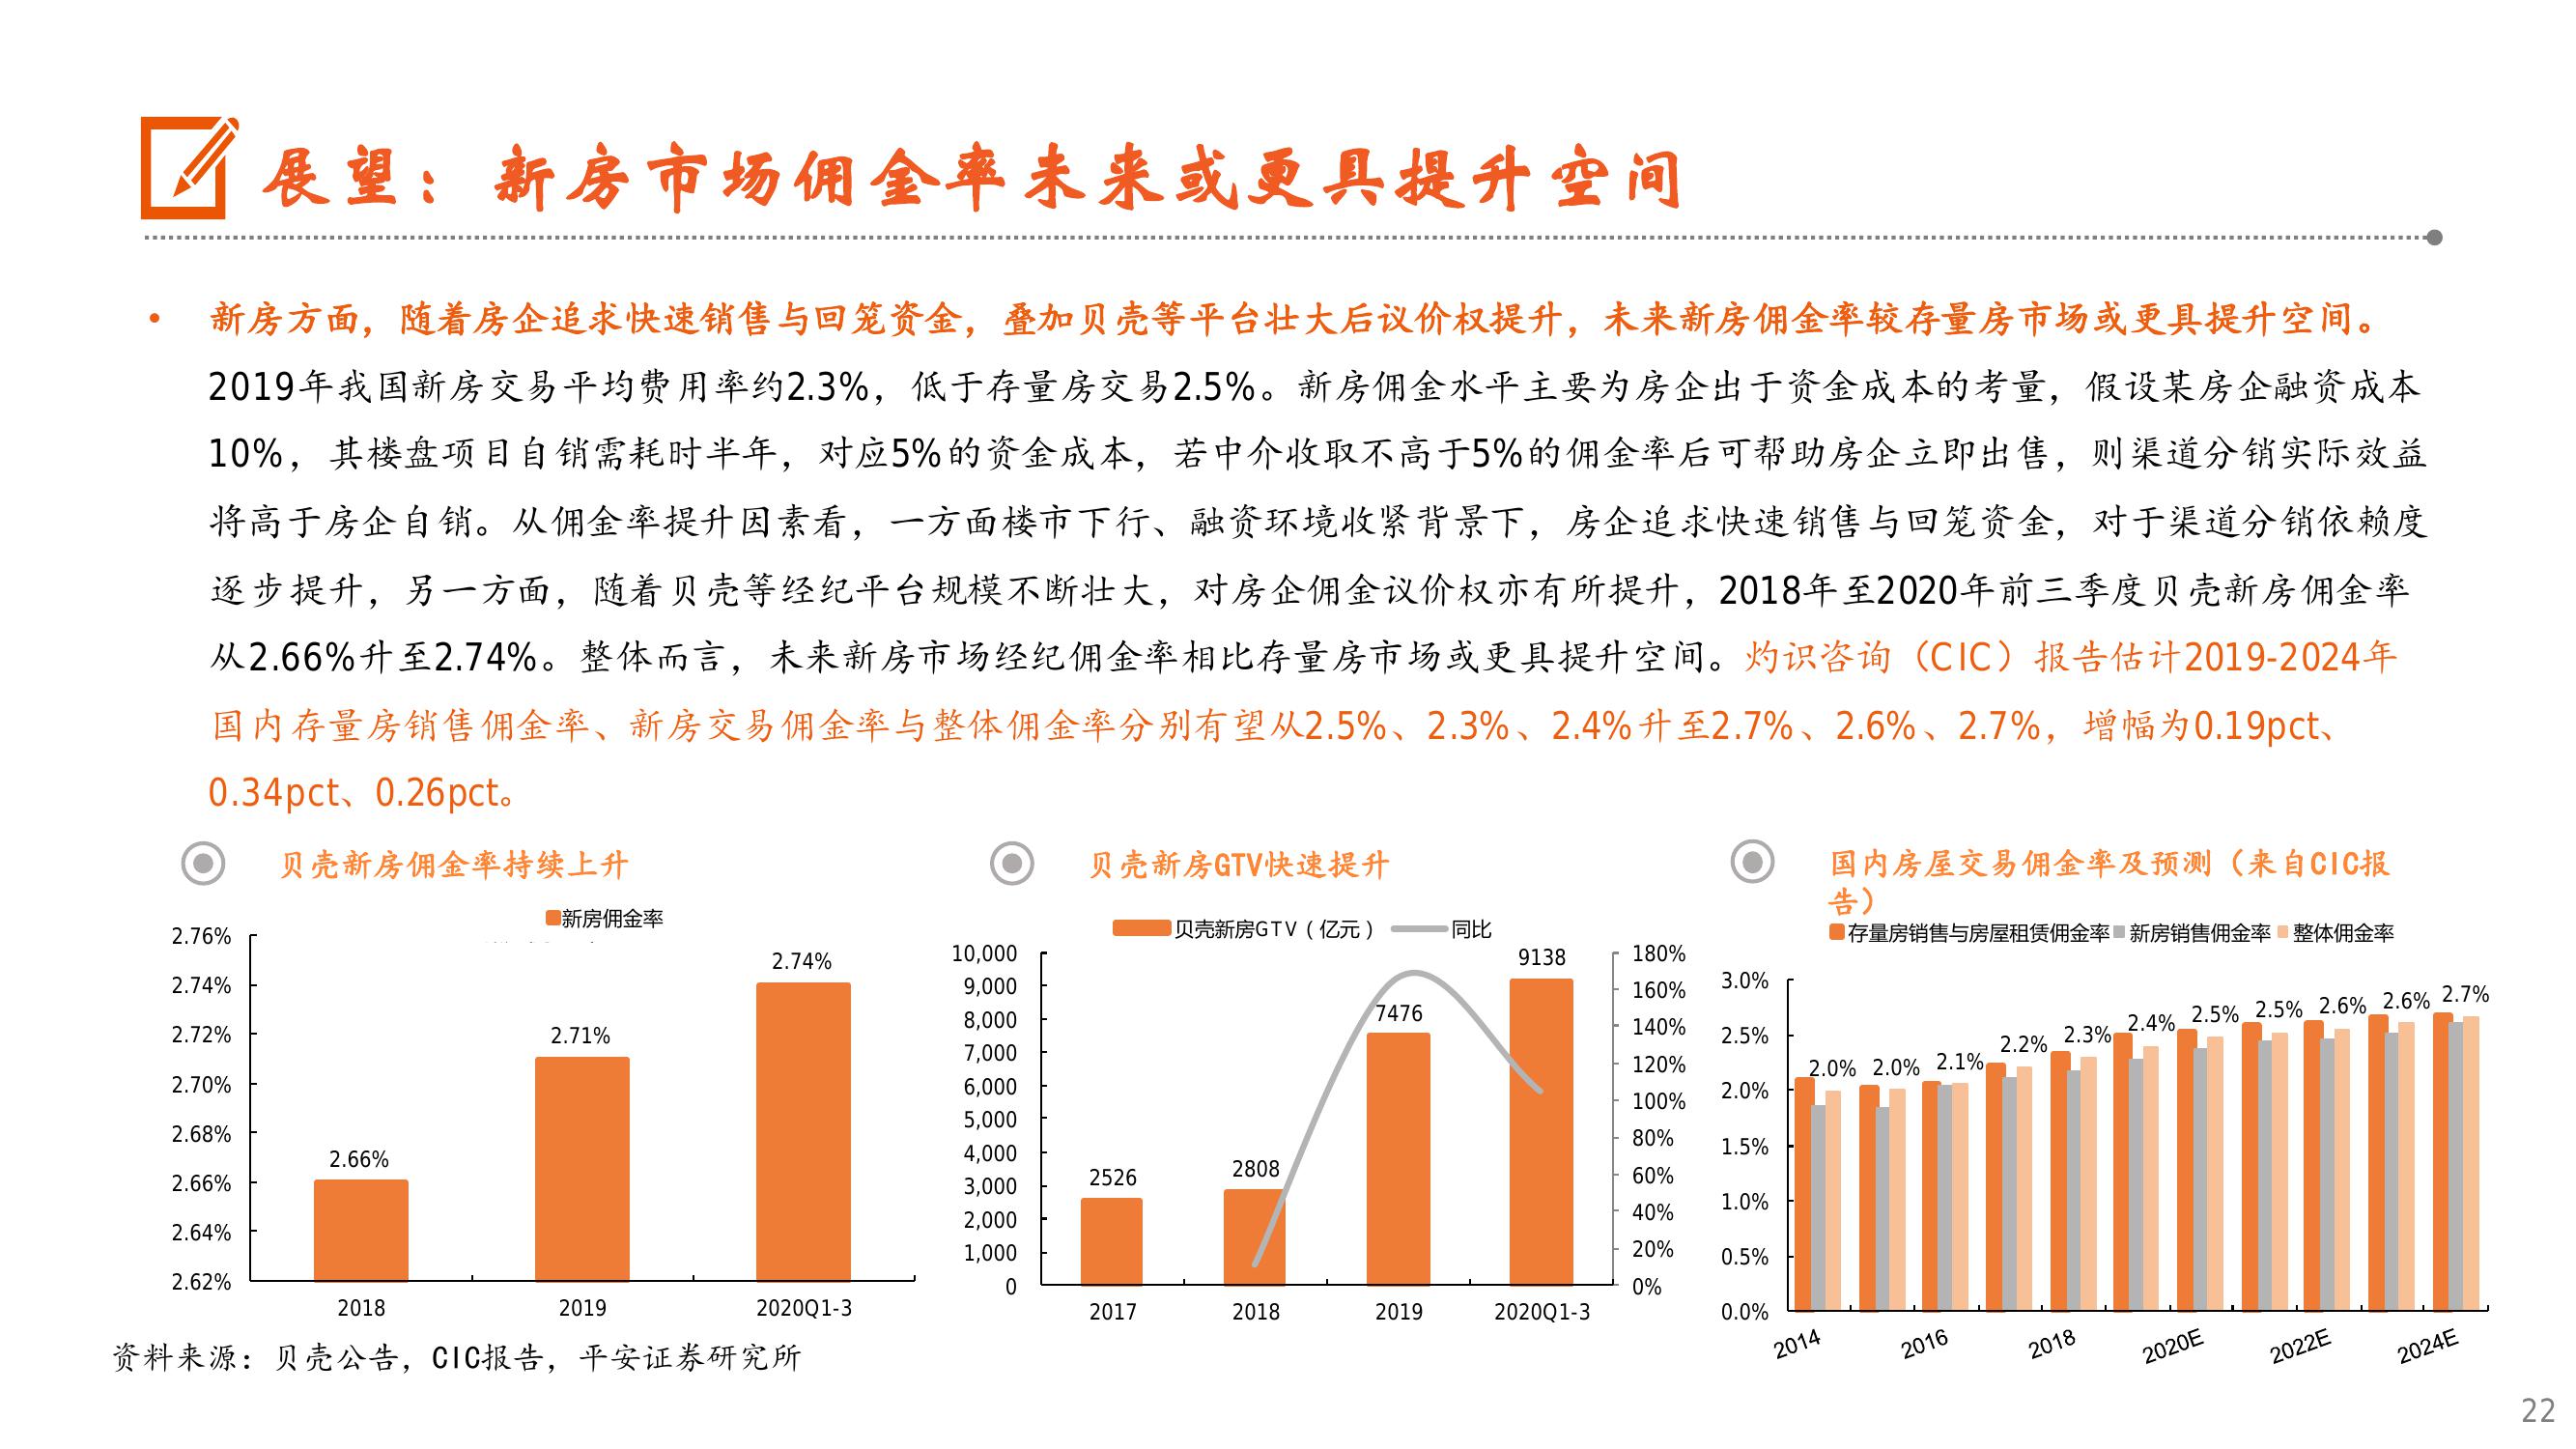 展望：新房市场佣金率未来或更具提升空间
• 新房方面，随着房企追求快速销售与回笼资金，叠加贝壳等平台壮大后议价权提升，未来新房佣金率较存量房市场或更具提升空间。
2019年我国新房交易平均费用率约2.3%，低于存量房交易2.5%。新房佣金水平主要为房企出于资金成本的考量，假设某房企融资成本
10%，其楼盘项目自销需耗时半年，对应5%的资金成本，若中介收取不高于5%的佣金率后可帮助房企立即出售，则渠道分销实际效益
将高于房企自销。从佣金率提升因素看，一方面楼市下行、融资环境收紧背景下，房企追求快速销售与回笼资金，对于渠道分销依赖度
逐步提升，另一方面，随着贝壳等经纪平台规模不断壮大，对房企佣金议价权亦有所提升，2018年至2020年前三季度贝壳新房佣金率
从2.66%升至2.74%。整体而言，未来新房市场经纪佣金率相比存量房市场或更具提升空间。灼识咨询（CIC）报告估计2019-2024年
国内存量房销售佣金率、新房交易佣金率与整体佣金率分别有望从2.5%、2.3%、2.4%升至2.7%、2.6%、2.7%，增幅为0.19pct、
0.34pct、0.26pct。
贝壳新房佣金率持续上升
新房佣金率
2.76%
2.74%
2.72%
2.70%
2.68%
2.66%
2.64%
2.62%
2.66%
2.71%
2.74%
2018 2019 2020Q1-3
贝壳新房GTV快速提升
贝壳新房GTV（亿元） 同比
10,000
9,000
8,000
7,000
6,000
5,000
4,000
3,000
2,000
1,000
0
2526
2808
7476
9138
180%
160%
140%
120%
100%
80%
60%
40%
20%
0%
2017 2018 2019 2020Q1-3
国内房屋交易佣金率及预测（来自CIC报
告）
存量房销售与房屋租赁佣金率 新房销售佣金率 整体佣金率
3.0%
2.5%
2.0%
1.5%
1.0%
0.5%
0.0%
2.0% 2.0% 2.1% 2.2% 2.3% 2.4% 2.5% 2.5% 2.6% 2.6% 2.7%
2014 2016 2018 2020E 2022E 2024E
资料来源：贝壳公告，CIC报告，平安证券研究所
22